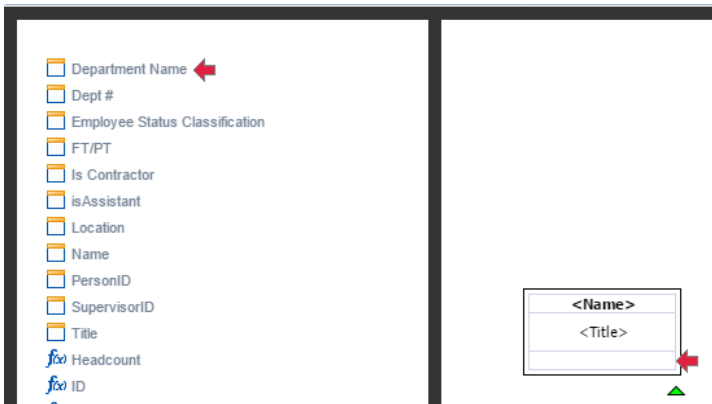 Department Name
Dept #
Employee Status Classification
FT/PT
Is Contractor
isAssistant
Location
Name
PersonID
SupervisorID
Title
f(x) Headcount
f(x) ID
<Name>
<Title>